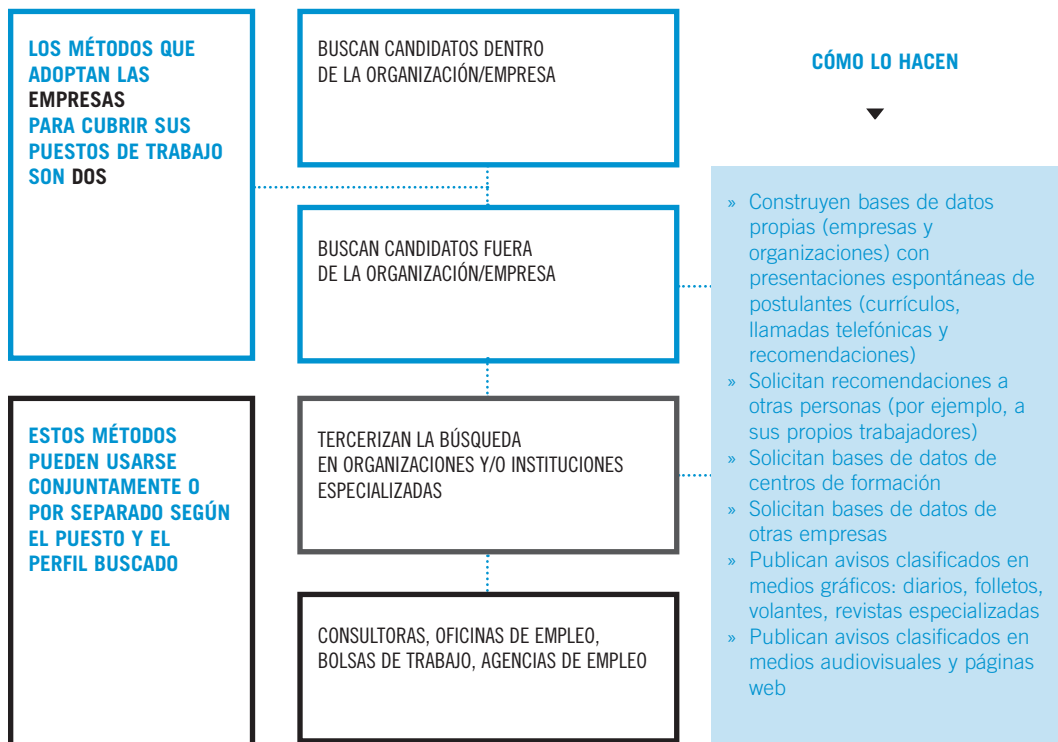 LOS MÉTODOS QUE
ADOPTAN LAS
EMPRESAS
PARA CUBRIR SUS
PUESTOS DE TRABAJO
SON DOS
BUSCAN CANDIDATOS DENTRO
DE LA ORGANIZACIÓN/EMPRESA
BUSCAN CANDIDATOS FUERA
DE LA ORGANIZACIÓN/EMPRESA
ESTOS MÉTODOS
PUEDEN USARSE
CONJUNTAMENTE O
POR SEPARADO SEGÚN
EL PUESTO Y EL
PERFIL BUSCADO
TERCERIZAN LA BÚSQUEDA
EN ORGANIZACIONES Y/O INSTITUCIONES
ESPECIALIZADAS
CONSULTORAS, OFICINAS DE EMPLEO,
BOLSAS DE TRABAJO, AGENCIAS DE EMPLEO
CÓMO LO HACEN
» Construyen bases de datos
propias (empresas y
organizaciones) con
presentaciones espontáneas de
postulantes (currículos,
llamadas telefónicas y
recomendaciones)
» Solicitan recomendaciones a
otras personas (por ejemplo, a
sus propios trabajadores)
» Solicitan bases de datos de
centros de formación
» Solicitan bases de datos de
otras empresas
» Publican avisos clasificados en
medios gráficos: diarios, folletos,
volantes, revistas especializadas
» Publican avisos clasificados en
medios audiovisuales y páginas
web